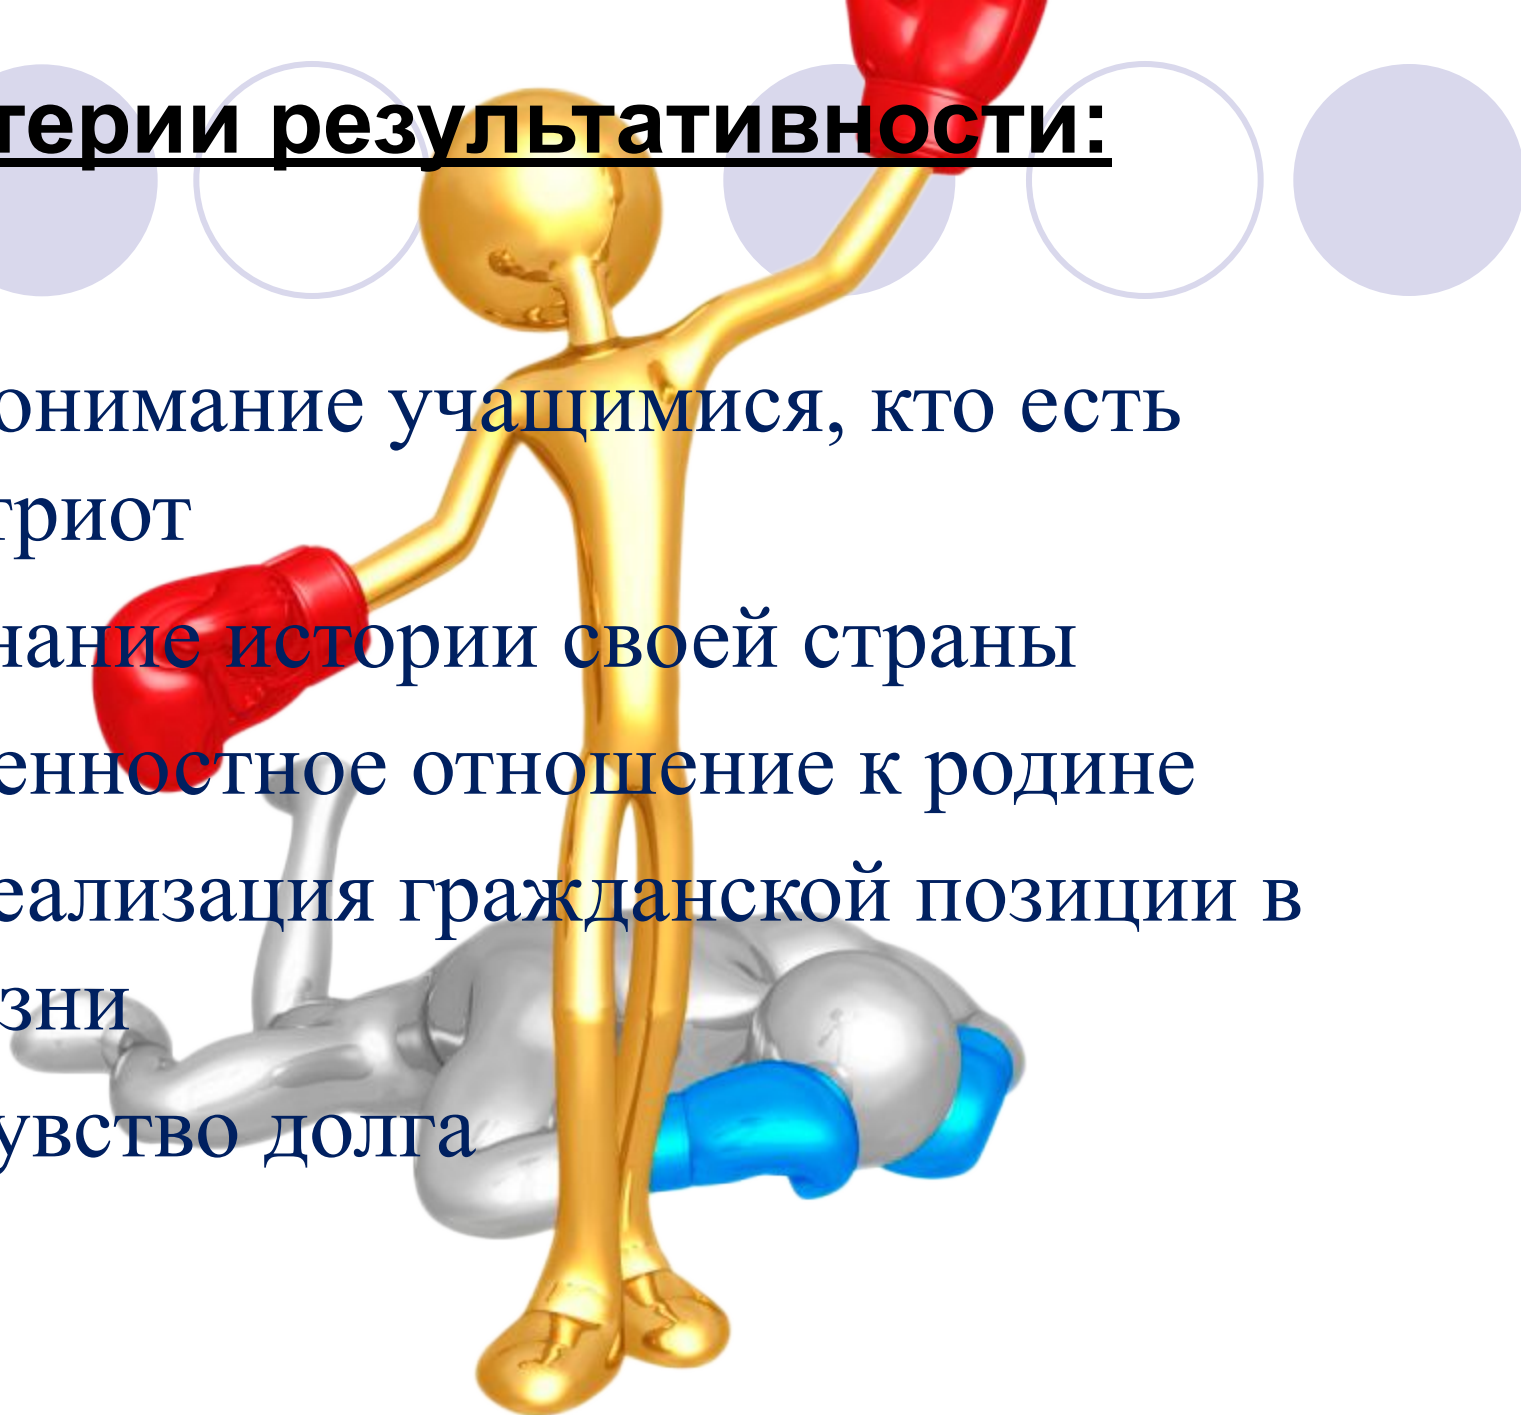 терии результативности:
онимание учащимися, кто есть
триот
нание истории своей страны
енностное отношение к родине
еализация гражданской позиции в
зни
увство долга